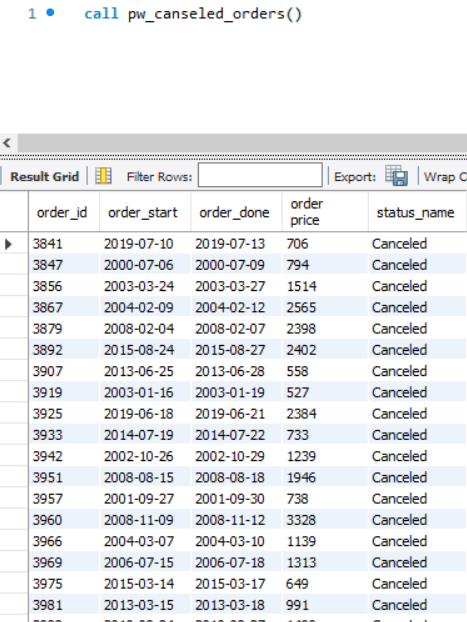 1 call pw_canseled_orders()
Result Grid Filter Rows: Export: Wrap C
order_id order_start order_done order price status_name
3841 2019-07-10 2019-07-13 706 Canceled
3847 2000-07-06 2000-07-09 794 Canceled
3856 2003-03-24 2003-03-27 1514 Canceled
3867 2004-02-09 2004-02-12 2565 Canceled
3879 2008-02-04 2008-02-07 2398 Canceled
3892 2015-08-24 2015-08-27 2402 Canceled
3907 2013-06-25 2013-06-28 558 Canceled
3919 2003-01-16 2003-01-19 527 Canceled
3925 2019-06-18 2019-06-21 2384 Canceled
3933 2014-07-19 2014-07-22 733 Canceled
3942 2002-10-26 2002-10-29 1239 Canceled
3951 2008-08-15 2008-08-18 1946 Canceled
3957 2001-09-27 2001-09-30 738 Canceled
3960 2008-11-09 2008-11-12 3328 Canceled
3966 2004-03-07 2004-03-10 1139 Canceled
3969 2006-07-15 2006-07-18 1313 Canceled
3975 2015-03-14 2015-03-17 649 Canceled
3981 2013-03-15 2013-03-18 991 Canceled